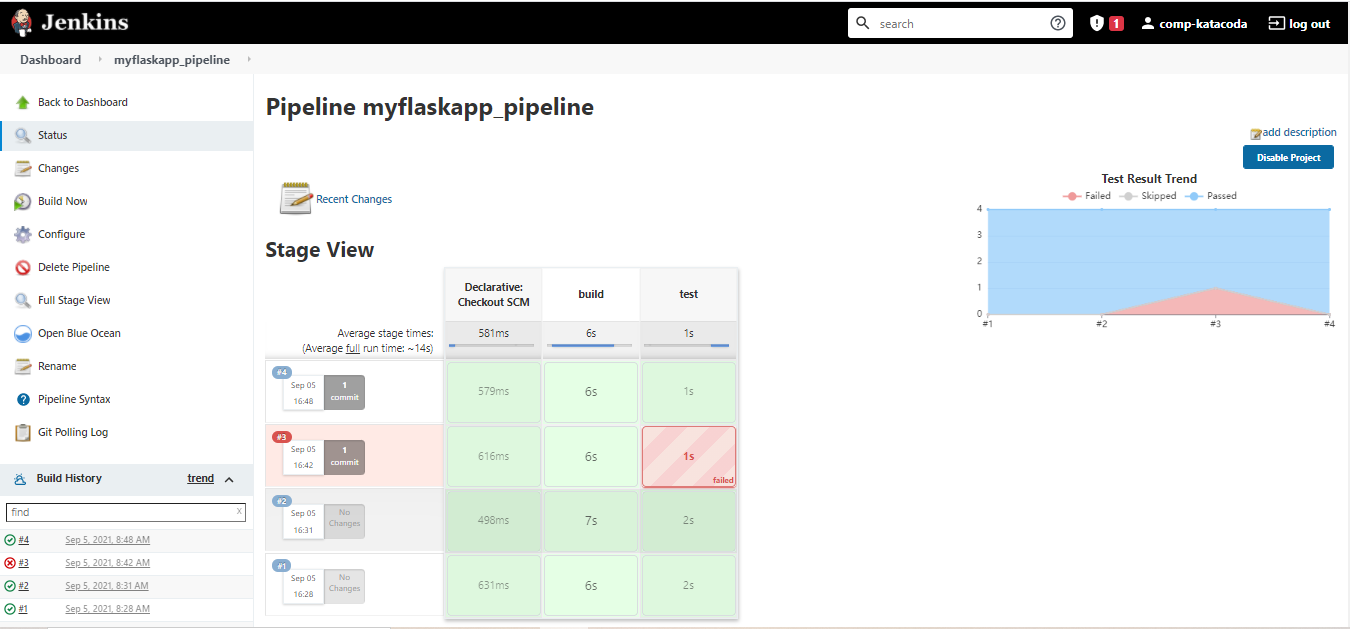 Jenkins
search
1
comp-katacoda
log out
Dashboard
myflaskapp_pipeline
Back to Dashboard
Status
Changes
Build Now
Configure
Delete Pipeline
Full Stage View
Open Blue Ocean
Rename
Pipeline Syntax
Git Polling Log
Build History
trend
find
x
#4 Sep 5, 2021, 8:48 AM
#3 Sep 5, 2021, 8:42 AM
#2 Sep 5, 2021, 8:31 AM
#1 Sep 5, 2021, 8:28 AM
Pipeline myflaskapp_pipeline
add description
Disable Project
Recent Changes
Test Result Trend
Failed Skipped Passed
4
3
2
1
0
#1 #2 #3 #4
Stage View
Declarative:
Checkout SCM
build
test
Average stage times:
(Average full run time: ~14s)
581ms 6s 1s
#4
Sep 05
16:48
1
commit
579ms 6s 1s
#3
Sep 05
16:42
1
commit
616ms 6s 1s
failed
#2
Sep 05
16:31
No
Changes
498ms 7s 2s
#1
Sep 05
16:28
No
Changes
631ms 6s 2s